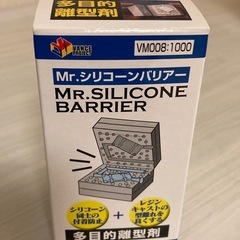 VM008:1000
多目的離型剤
Mr.シリコーンバリアー
MR.SILICONE
BARRIER
シリコーン
同士の
付着防止
+
レジン
キャストの
型離れを
良くする
多目的離型剤